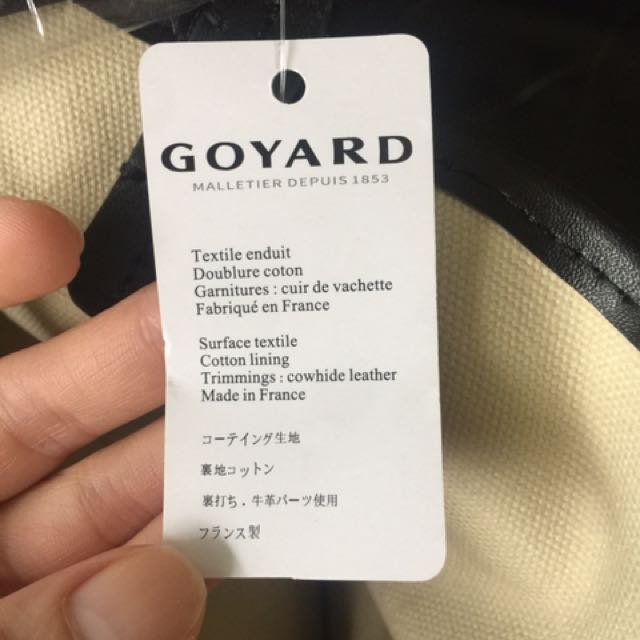 GOYARD
MALLETIER DEPUIS 1853
Textile enduit
Doublure coton
Garnitures : cuir de vachette
Fabriqué en France
Surface textile
Cotton lining
Trimmings : cowhide leather
Made in France
コーテイング生地
裏地コットン
裏打ち．牛革パーツ使用
フランス製